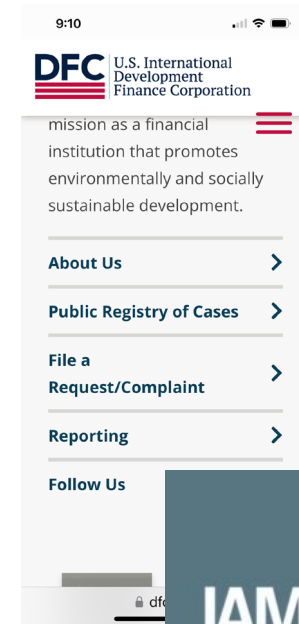 9:10
DFC U.S. International
Development
Finance Corporation
mission as a financial
institution that promotes
environmentally and socially
sustainable development.
About Us
Public Registry of Cases
File a
Request/Complaint
Reporting
Follow Us